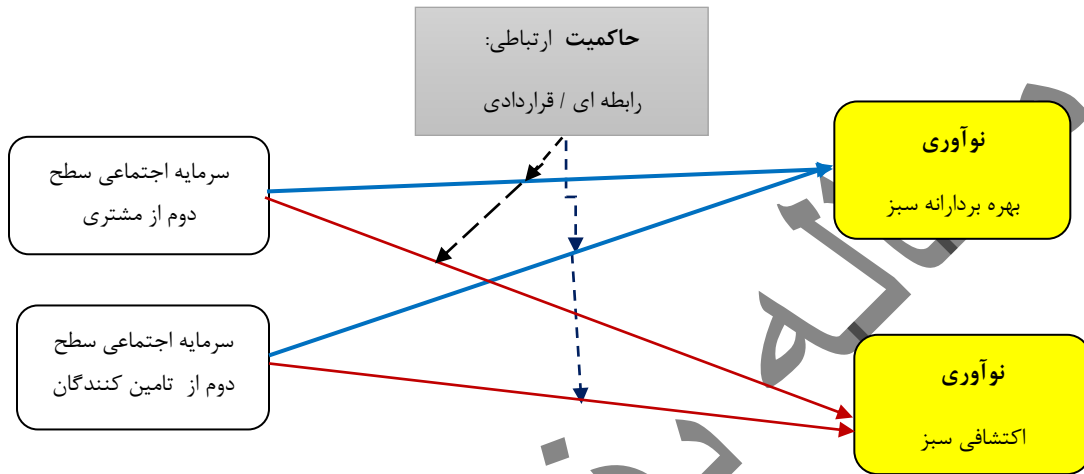 حاکمیت ارتباطی:
رابطه ای / قراردادی
نوآوری
بهره بردارانه سبز
سرمایه اجتماعی سطح
دوم از مشتری
سرمایه اجتماعی سطح
دوم از تامین کنندگان
نوآوری
اکتشافی سبز